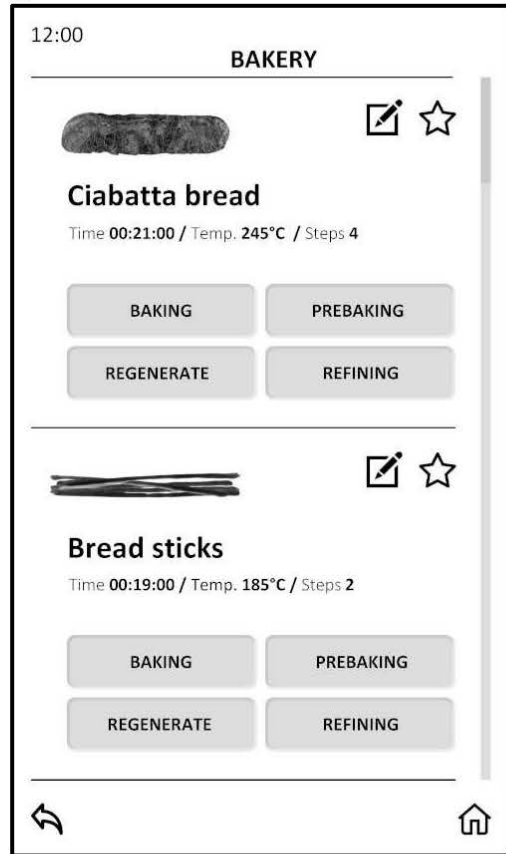 12:00
BAKERY
Ciabatta bread
Time 00:21:00 / Temp. 245°C / Steps 4
BAKING
PREBAKING
REGENERATE
REFINING
Bread sticks
Time 00:19:00 / Temp. 185°C / Steps 2
BAKING
PREBAKING
REGENERATE
REFINING